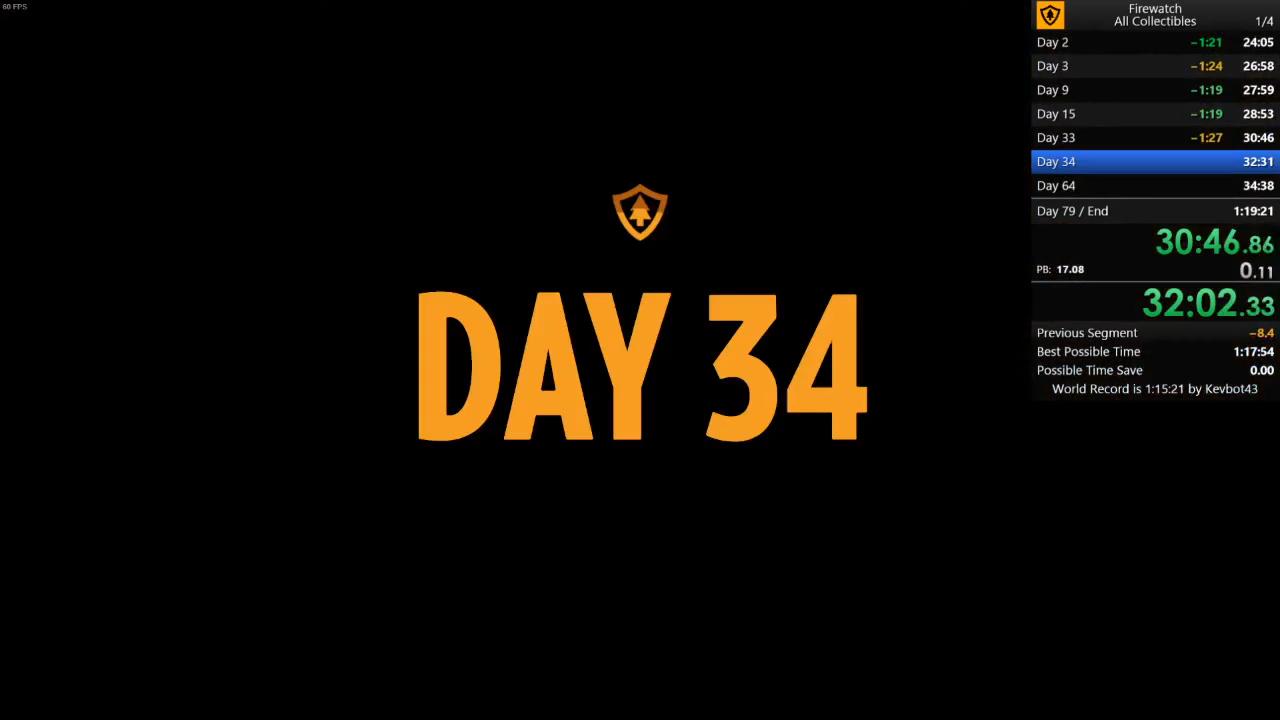 60 FPS
Firewatch
All Collectibles 1/4
Day 2 −1:21 24:05
Day 3 −1:24 26:58
Day 9 −1:19 27:59
Day 15 −1:19 28:53
Day 33 −1:27 30:46
Day 34 32:31
Day 64 34:38
Day 79 / End 1:19:21
30:46.86
PB: 17.08 0.11
32:02.33
Previous Segment −8.4
Best Possible Time 1:17:54
Possible Time Save 0.00
World Record is 1:15:21 by Kevbot43
DAY 34